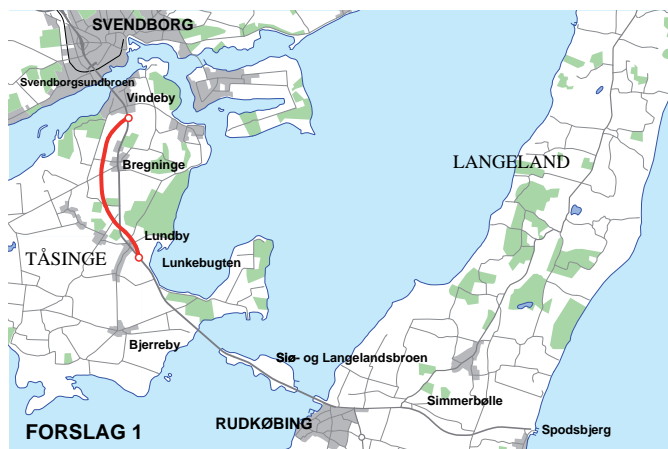 SVENDBORG
Svendborgsundbroen
Vindeby
Bregninge
LANGELAND
Lundby
TÅSINGE
Lunkebugten
Bjerreby
Siø- og Langelandsbroen
Simmerbølle
RUDKØBING
Spodsbjerg
FORSLAG 1